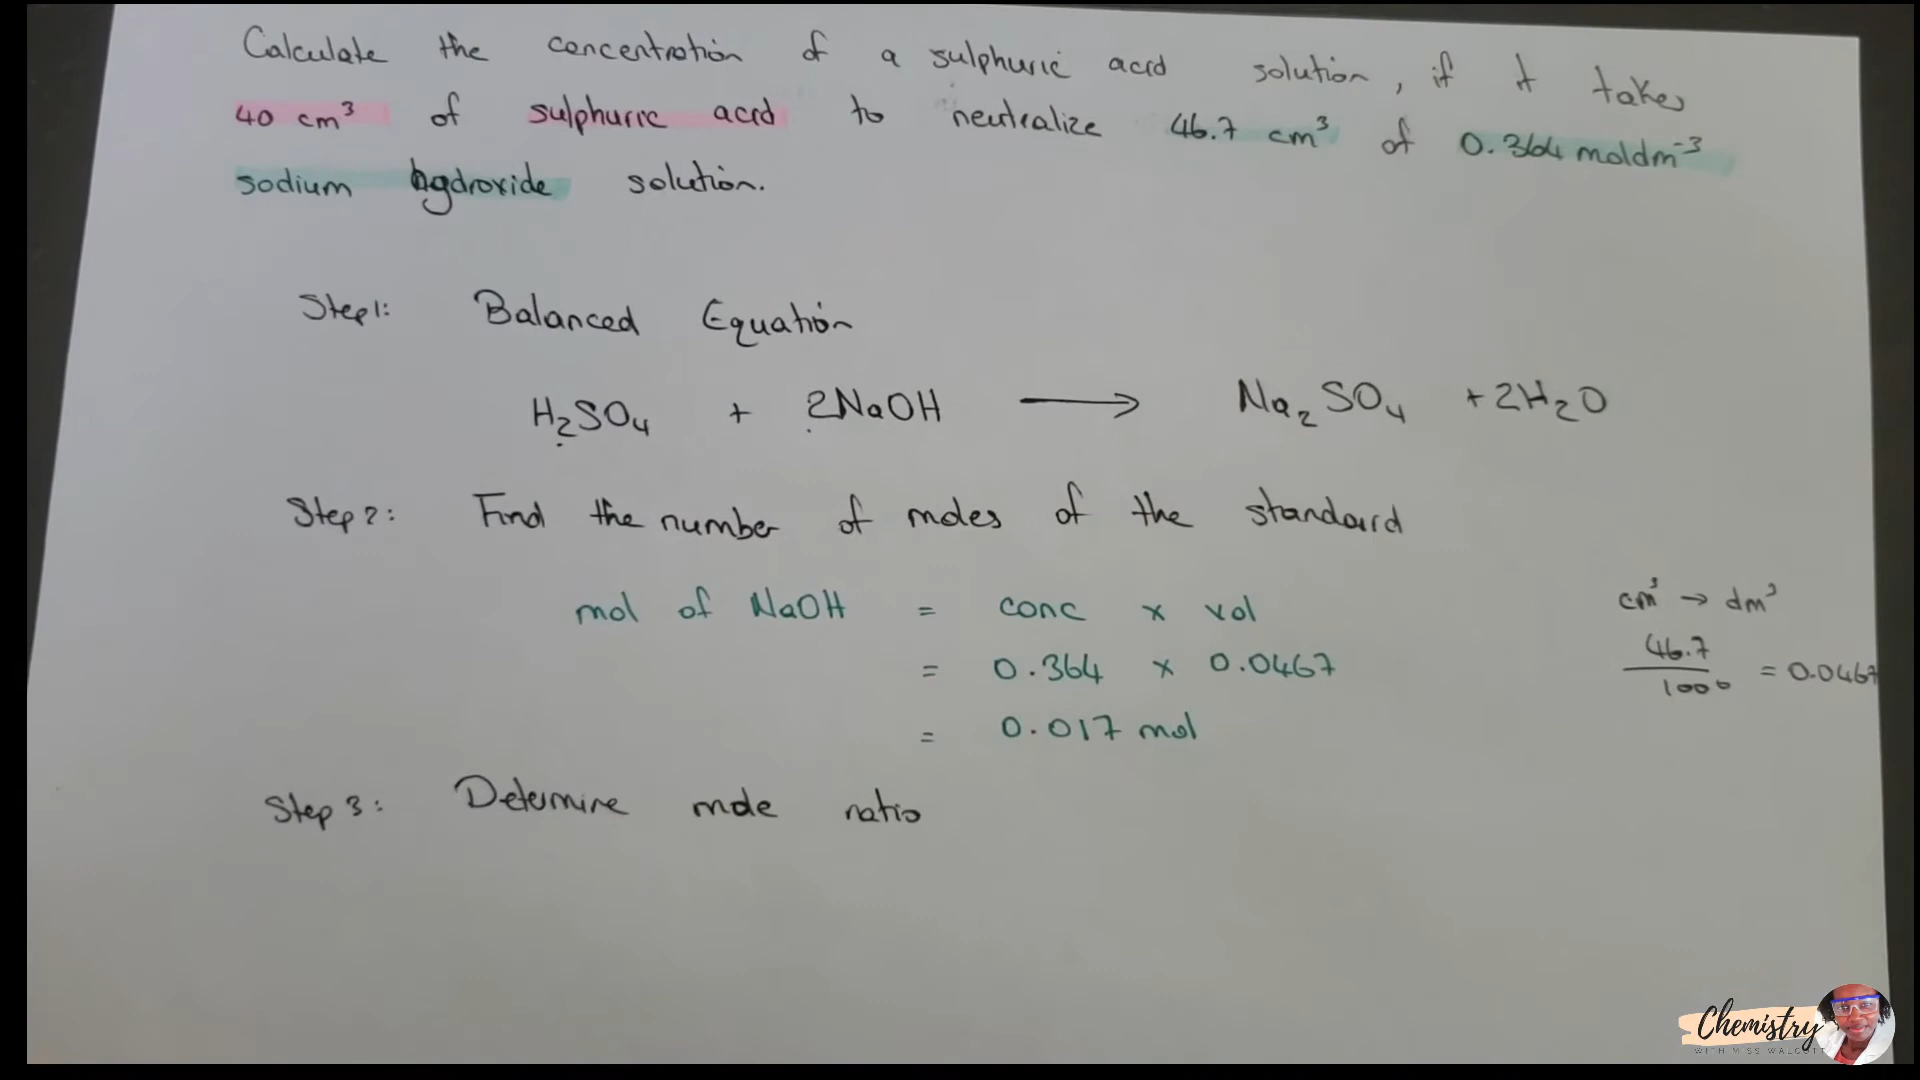 Calculate the concentration of a sulphuric acid solution, if it takes
40 cm³ of sulphuric acid to neutralize 46.7 cm³ of 0.364 moldm⁻³
sodium hydroxide solution.
Step 1: Balanced Equation
H₂SO₄ + 2NaOH → Na₂SO₄ + 2H₂O
Step 2: Find the number of moles of the standard
mol of NaOH = conc x vol
= 0.364 x 0.0467
= 0.017 mol
cm³ → dm³
46.7
1000
= 0.0467
Step 3: Determine mole ratio
Chemistry
WITH MISS WALCOTT